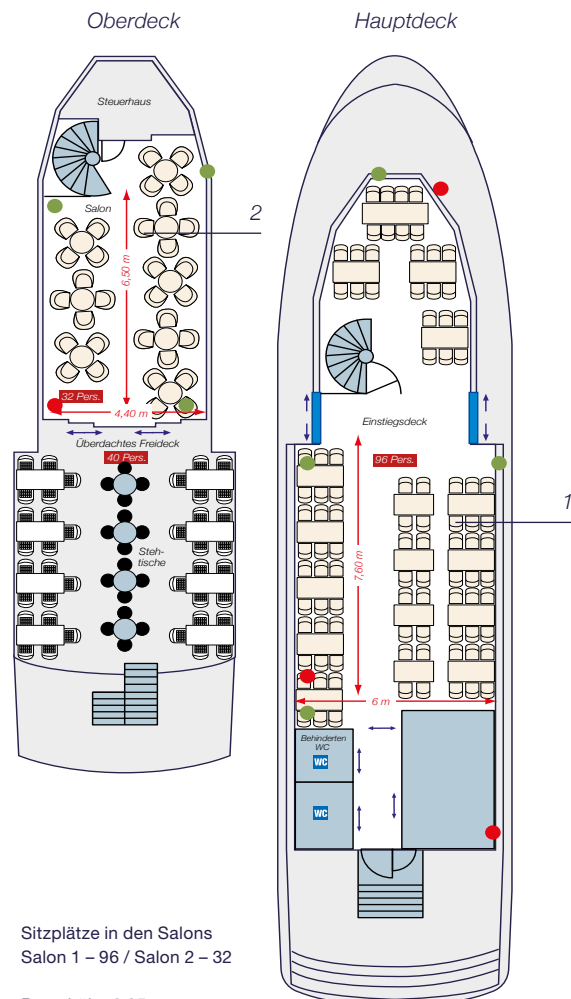 Oberdeck
Hauptdeck
Steuerhaus
Salon
2
6,50 m
32 Pers.
4,40 m
Überdachtes Freideck
40 Pers.
Steh-
tische
Einstiegsdeck
96 Pers.
1
7,60 m
6 m
Behinderten
WC
WC
WC
Sitzplätze in den Salons
Salon 1 – 96 / Salon 2 – 32